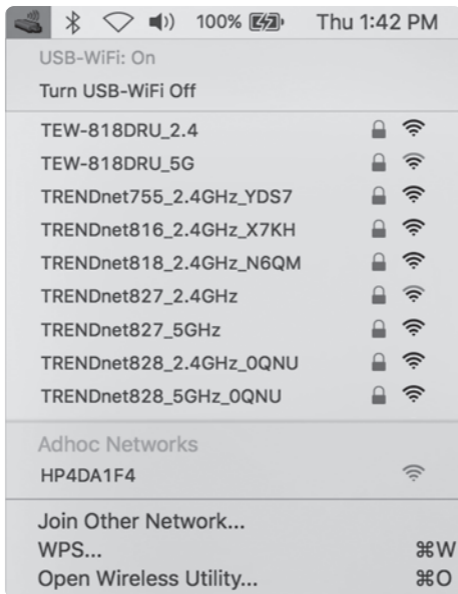 100% Thu 1:42 PM
USB-WiFi: On
Turn USB-WiFi Off
TEW-818DRU_2.4
TEW-818DRU_5G
TRENDnet755_2.4GHz_YDS7
TRENDnet816_2.4GHz_X7KH
TRENDnet818_2.4GHz_N6QM
TRENDnet827_2.4GHz
TRENDnet827_5GHz
TRENDnet828_2.4GHz_0QNU
TRENDnet828_5GHz_0QNU
Adhoc Networks
HP4DA1F4
Join Other Network...
WPS... ⌘W
Open Wireless Utility... ⌘O